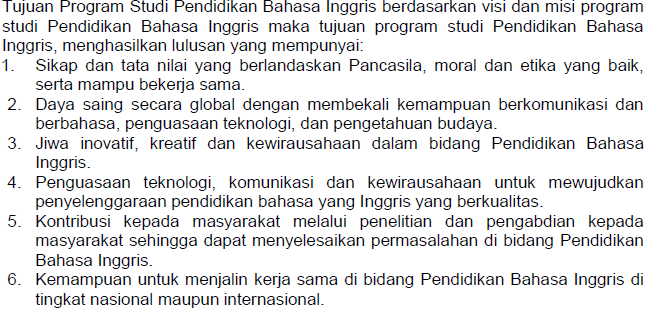 Tujuan Program Studi Pendidikan Bahasa Inggris berdasarkan visi dan misi program
studi Pendidikan Bahasa Inggris maka tujuan program studi Pendidikan Bahasa
Inggris, menghasilkan lulusan yang mempunyai:
1. Sikap dan tata nilai yang berlandaskan Pancasila, moral dan etika yang baik,
serta mampu bekerja sama.
2. Daya saing secara global dengan membekali kemampuan berkomunikasi dan
berbahasa, penguasaan teknologi, dan pengetahuan budaya.
3. Jiwa inovatif, kreatif dan kewirausahaan dalam bidang Pendidikan Bahasa
Inggris.
4. Penguasaan teknologi, komunikasi dan kewirausahaan untuk mewujudkan
penyelenggaraan pendidikan bahasa yang Inggris yang berkualitas.
5. Kontribusi kepada masyarakat melalui penelitian dan pengabdian kepada
masyarakat sehingga dapat menyelesaikan permasalahan di bidang Pendidikan
Bahasa Inggris.
6. Kemampuan untuk menjalin kerja sama di bidang Pendidikan Bahasa Inggris di
tingkat nasional maupun internasional.